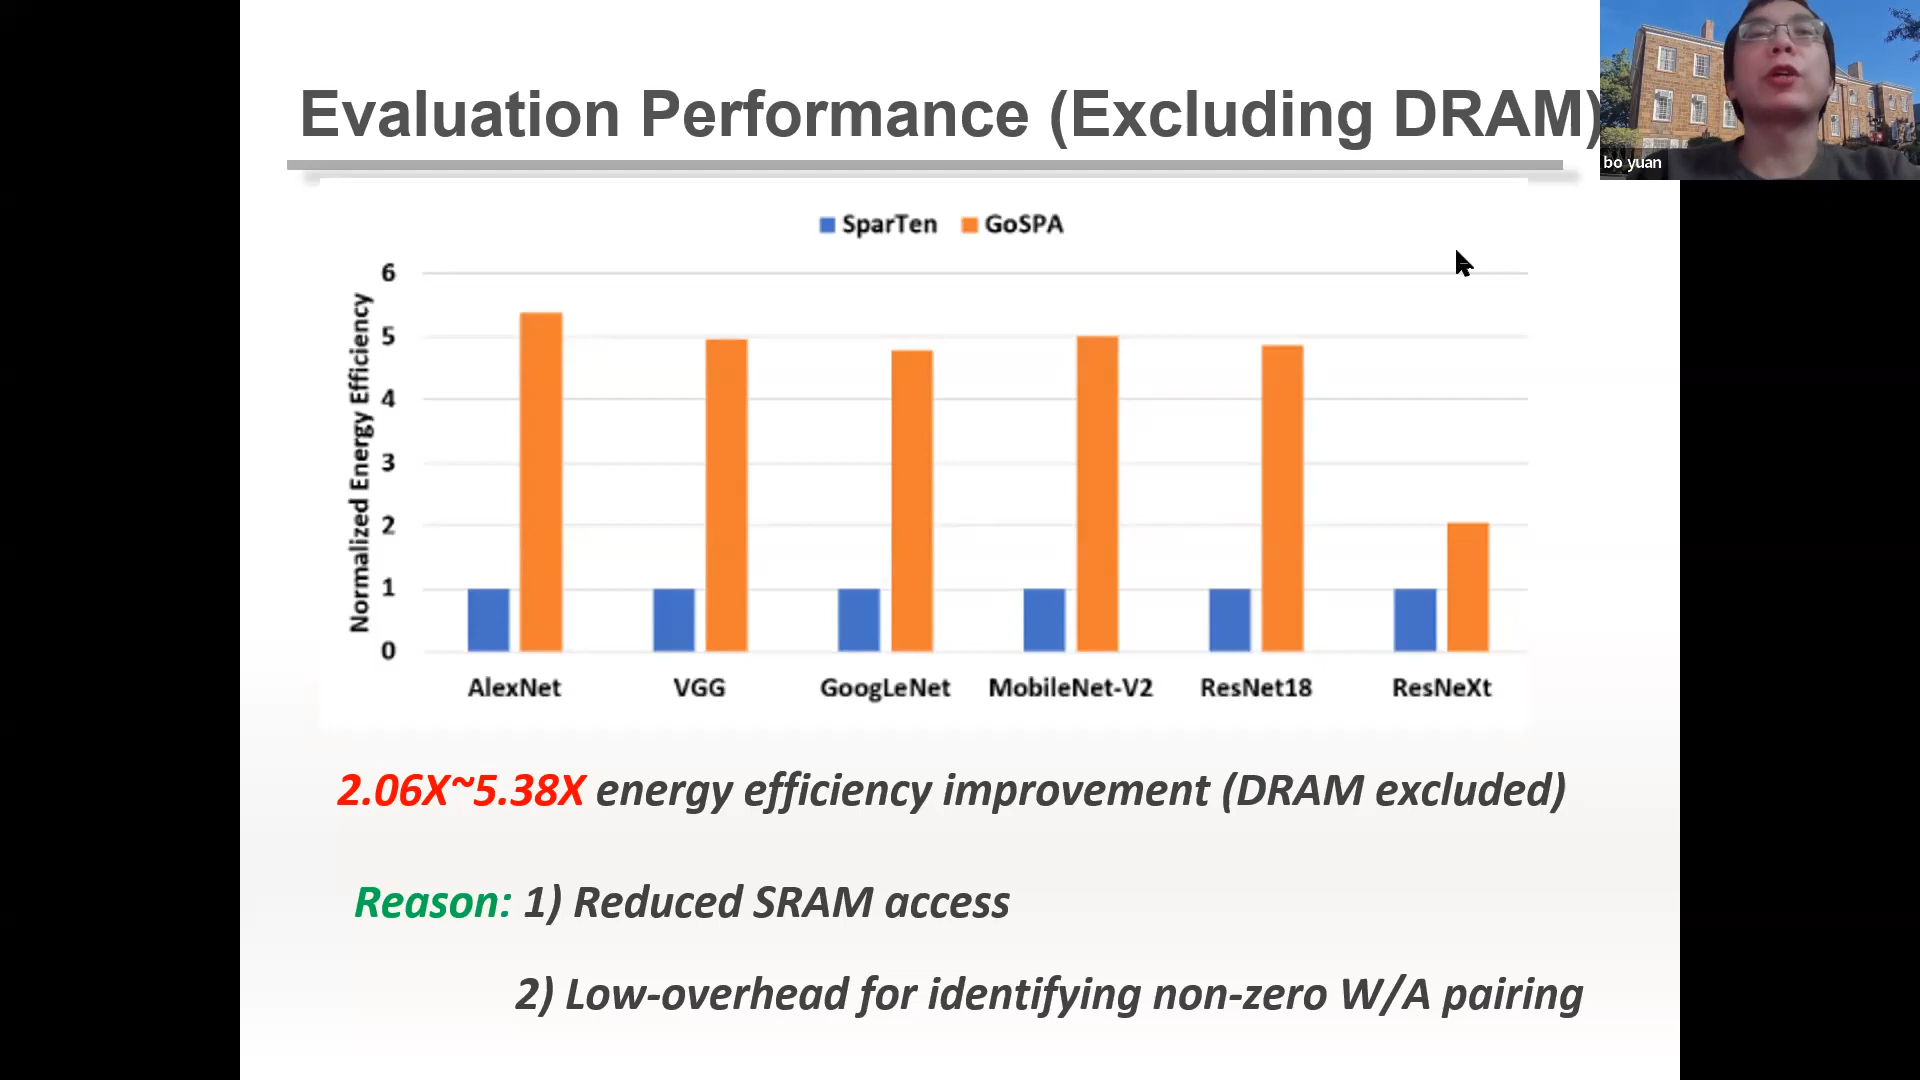 Evaluation Performance (Excluding DRAM)
bo yuan
SparTen GoSPA
Normalized Energy Efficiency
6
5
4
3
2
1
0
AlexNet VGG GoogLeNet MobileNet-V2 ResNet18 ResNeXt
2.06X~5.38X energy efficiency improvement (DRAM excluded)
Reason: 1) Reduced SRAM access
2) Low-overhead for identifying non-zero W/A pairing